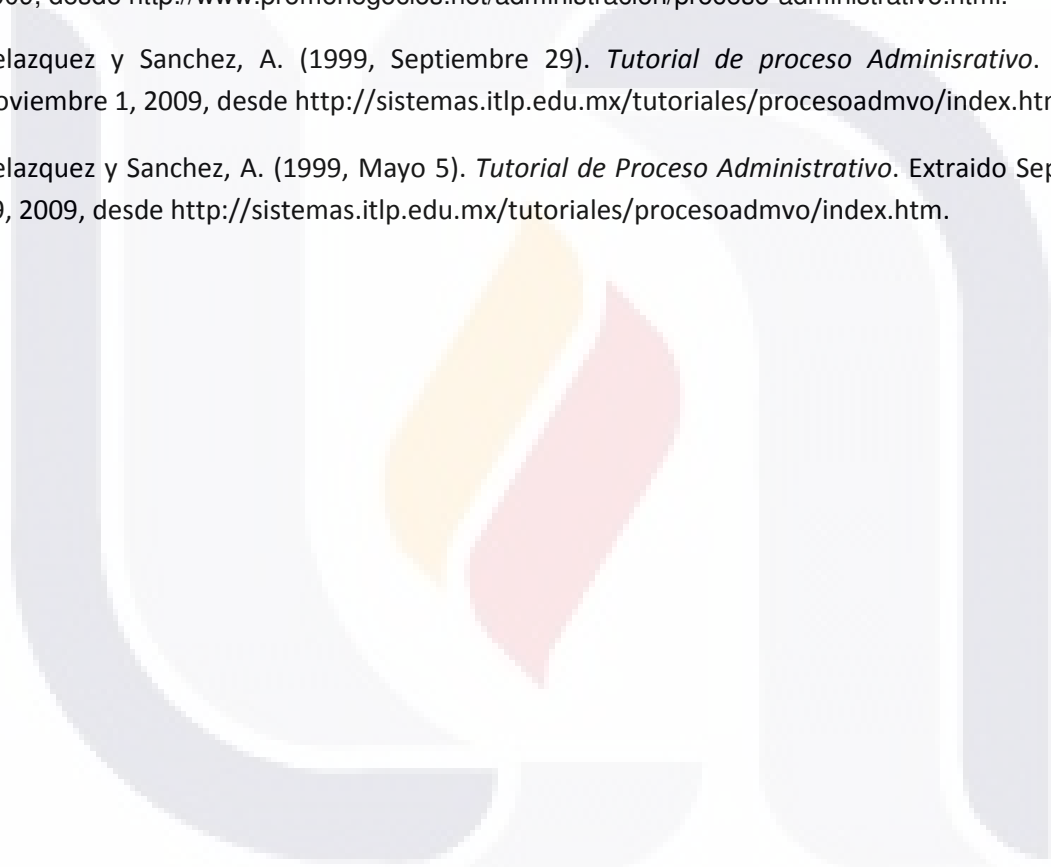 desde http://www.promonegocios.net/administracion/proceso-administrativo.html.
elazquez y Sanchez, A. (1999, Septiembre 29). Tutorial de proceso Adminisrativo.
oviembre 1, 2009, desde http://sistemas.itlp.edu.mx/tutoriales/procesoadmvo/index.htm
elazquez y Sanchez, A. (1999, Mayo 5). Tutorial de Proceso Administrativo. Extraido Sep
9, 2009, desde http://sistemas.itlp.edu.mx/tutoriales/procesoadmvo/index.htm.